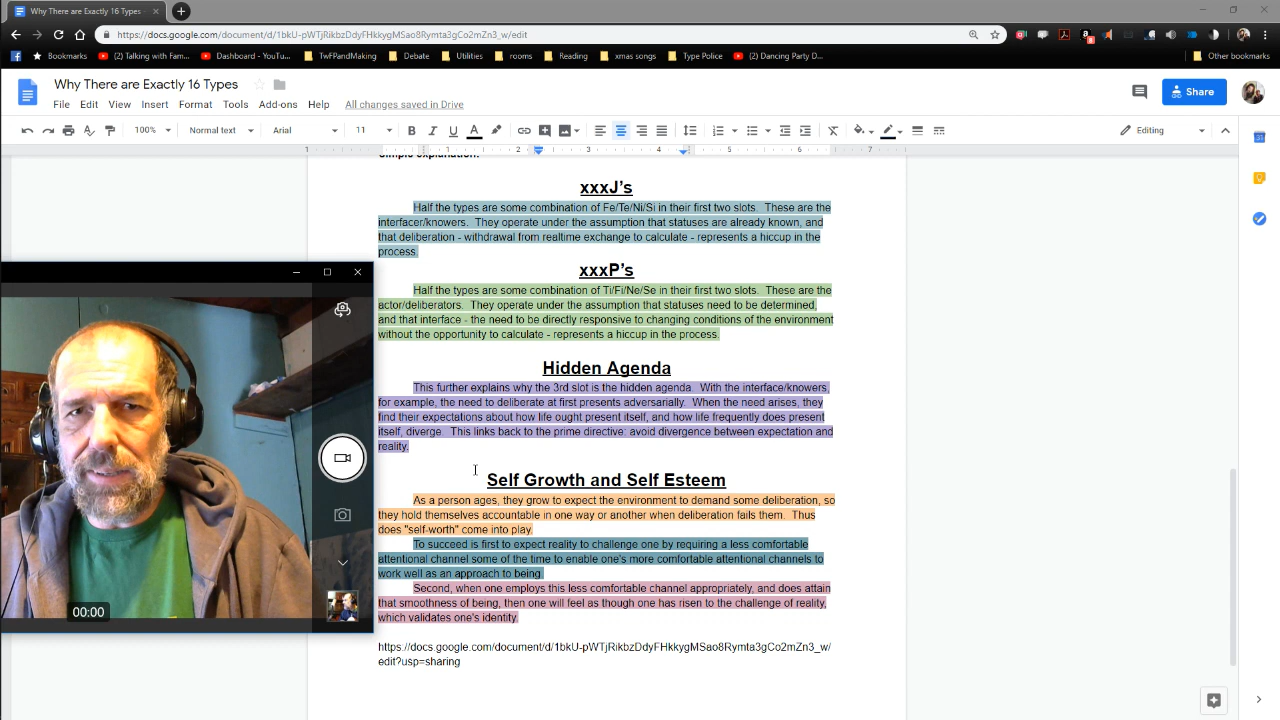 Why There are Exactly 16 Types -
https://docs.google.com/document/d/1bkU-pWTjRikbzDdyFHkkygMSao8Rymta3gCo2mZn3_w/edit
Bookmarks (2) Talking with Fam... Dashboard - YouTu... TwFPandMaking Debate Utilities rooms Reading xmas songs Type Police (2) Dancing Party D... Other bookmarks
Why There are Exactly 16 Types
Share
File Edit View Insert Format Tools Add-ons Help All changes saved in Drive
100% Normal text Arial 11 B I U A Editing
1 1 2 3 4 5 6 7
simple explanation.
xxxJ's
Half the types are some combination of Fe/Te/Ni/Si in their first two slots. These are the
interfacer/knowers. They operate under the assumption that statuses are already known, and
that deliberation - withdrawal from realtime exchange to calculate - represents a hiccup in the
process.
xxxP's
Half the types are some combination of Ti/Fi/Ne/Se in their first two slots. These are the
actor/deliberators. They operate under the assumption that statuses need to be determined,
and that interface - the need to be directly responsive to changing conditions of the environment
without the opportunity to calculate - represents a hiccup in the process.
Hidden Agenda
This further explains why the 3rd slot is the hidden agenda. With the interface/knowers,
for example, the need to deliberate at first presents adversarially. When the need arises, they
find their expectations about how life ought present itself, and how life frequently does present
itself, diverge. This links back to the prime directive: avoid divergence between expectation and
reality.
Self Growth and Self Esteem
As a person ages, they grow to expect the environment to demand some deliberation, so
they hold themselves accountable in one way or another when deliberation fails them. Thus
does "self-worth" come into play.
To succeed is first to expect reality to challenge one by requiring a less comfortable
attentional channel some of the time to enable one's more comfortable attentional channels to
work well as an approach to being.
Second, when one employs this less comfortable channel appropriately, and does attain
that smoothness of being, then one will feel as though one has risen to the challenge of reality,
which validates one's identity.
https://docs.google.com/document/d/1bkU-pWTjRikbzDdyFHkkygMSao8Rymta3gCo2mZn3_w/
edit?usp=sharing
00:00